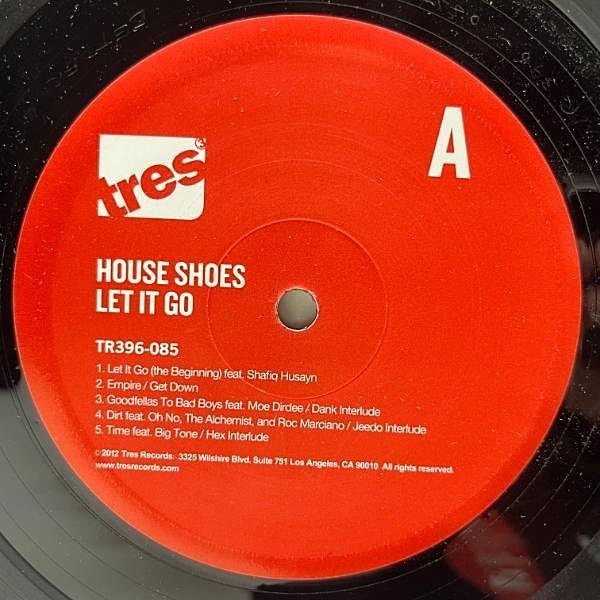 A
tres
HOUSE SHOES
LET IT GO
TR396-085
1. Let It Go (the Beginning) feat. Shafiq Husayn
2. Empire / Get Down
3. Goodfellas To Bad Boys feat. Moe Dirdee / Dank Interlude
4. Dirt feat. Oh No, The Alchemist, and Roc Marciano / Jeedo Interlude
5. Time feat. Big Tone / Hex Interlude
©2012 Tres Records. 3325 Wilshire Blvd. Suite 751 Los Angeles, CA 90010 All rights reserved.
www.tresrecords.com